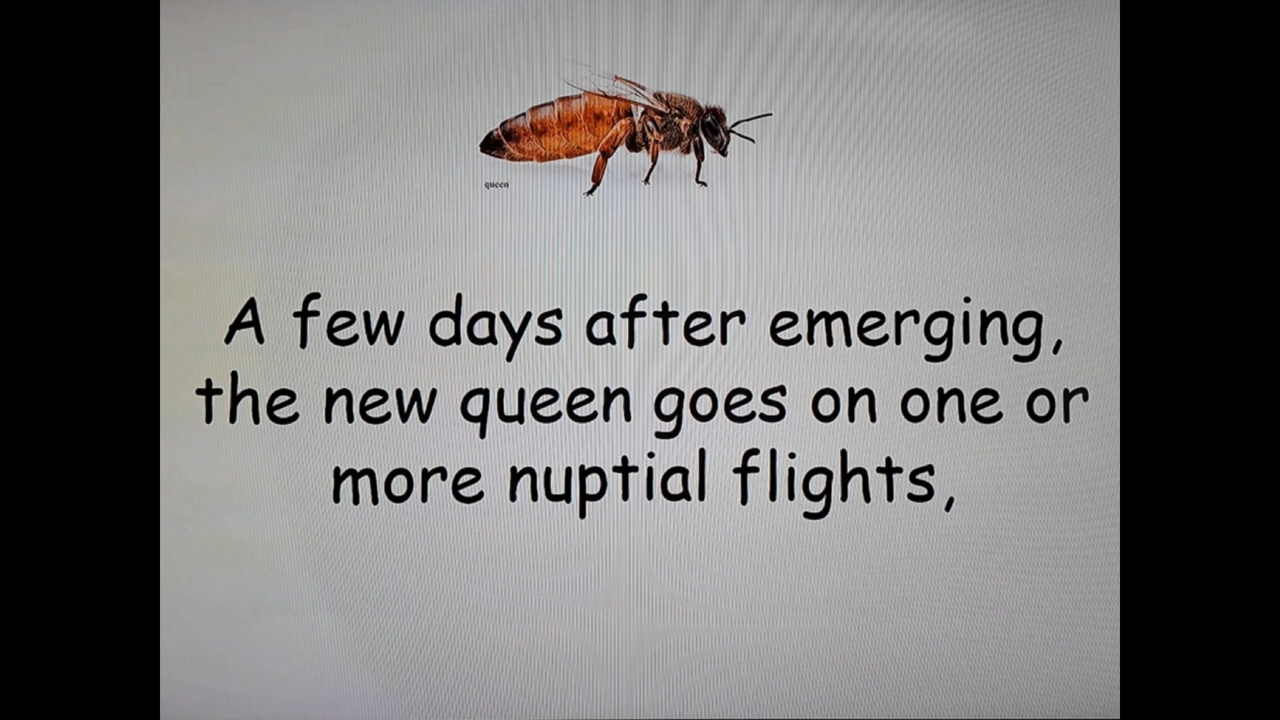 queen
A few days after emerging,
the new queen goes on one or
more nuptial flights,